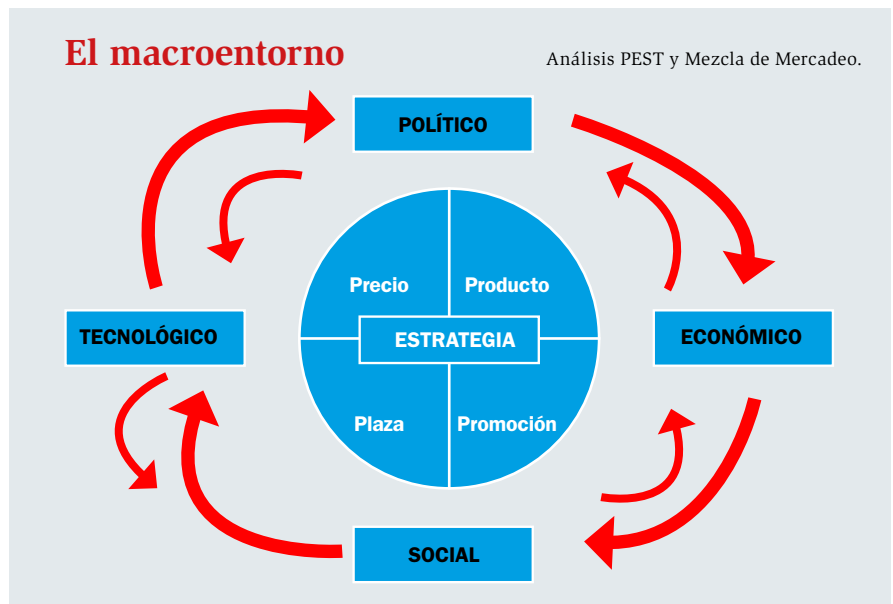 El macroentorno
Análisis PEST y Mezcla de Mercadeo.
POLÍTICO
Precio
Producto
TECNOLÓGICO
ESTRATEGIA
ECONÓMICO
Plaza
Promoción
SOCIAL